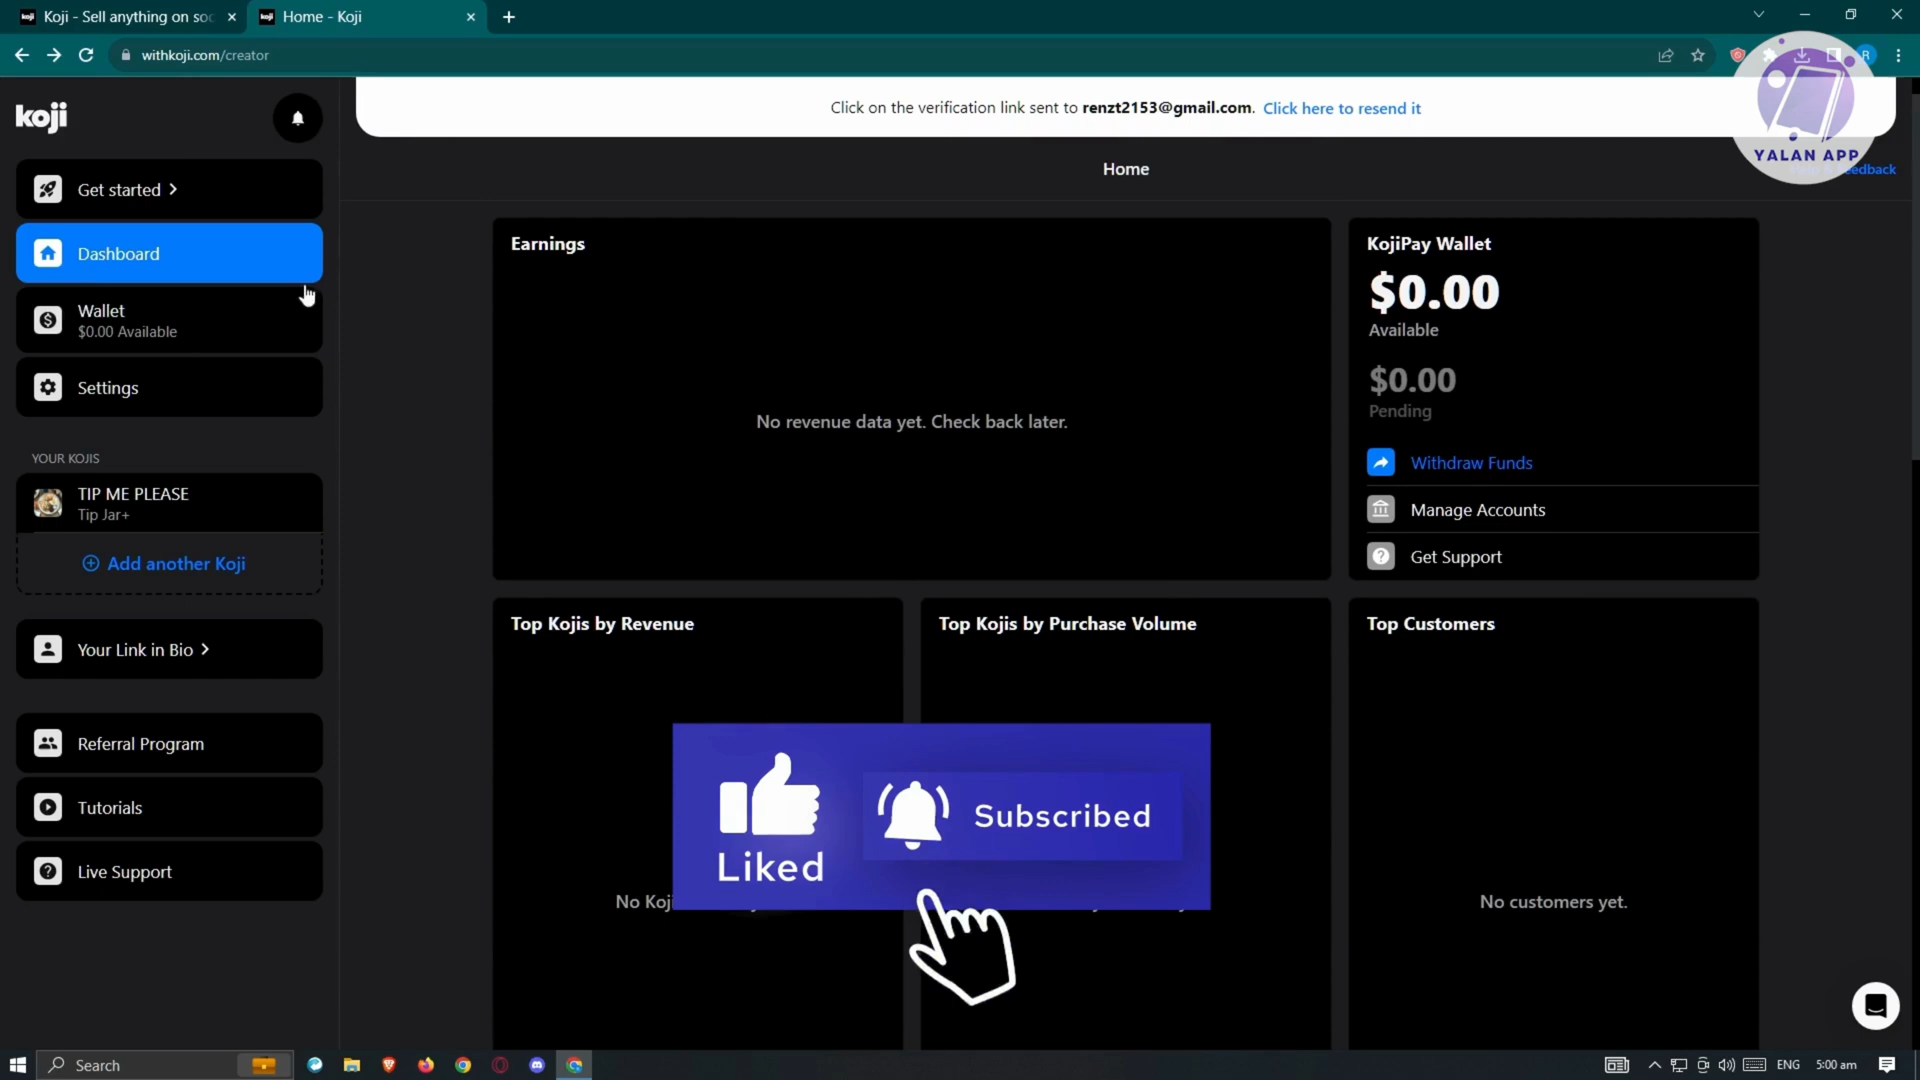 Koji - Sell anything on soc
Home - Koji
withkoji.com/creator
koji
Click on the verification link sent to renzt2153@gmail.com. Click here to resend it
YALAN APP
Home
Get started
Dashboard
Wallet
$0.00 Available
Settings
YOUR KOJIS
TIP ME PLEASE
Tip Jar+
Add another Koji
Your Link in Bio
Referral Program
Tutorials
Live Support
Earnings
No revenue data yet. Check back later.
KojiPay Wallet
$0.00
Available
$0.00
Pending
Withdraw Funds
Manage Accounts
Get Support
Top Kojis by Revenue
Top Kojis by Purchase Volume
Top Customers
No customers yet.
Liked
Subscribed
Search
ENG
5:00 am